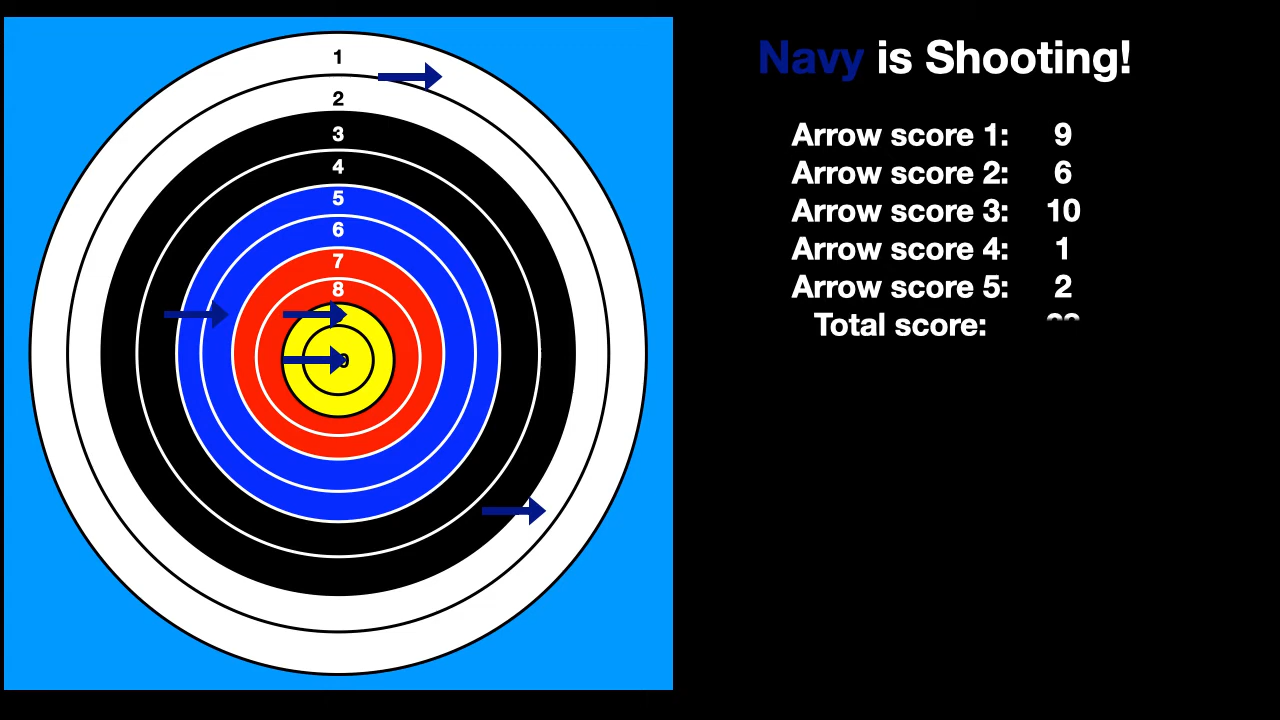 Navy is Shooting!
1
2
3
4
5
6
7
8
Arrow score 1: 9
Arrow score 2: 6
Arrow score 3: 10
Arrow score 4: 1
Arrow score 5: 2
Total score: